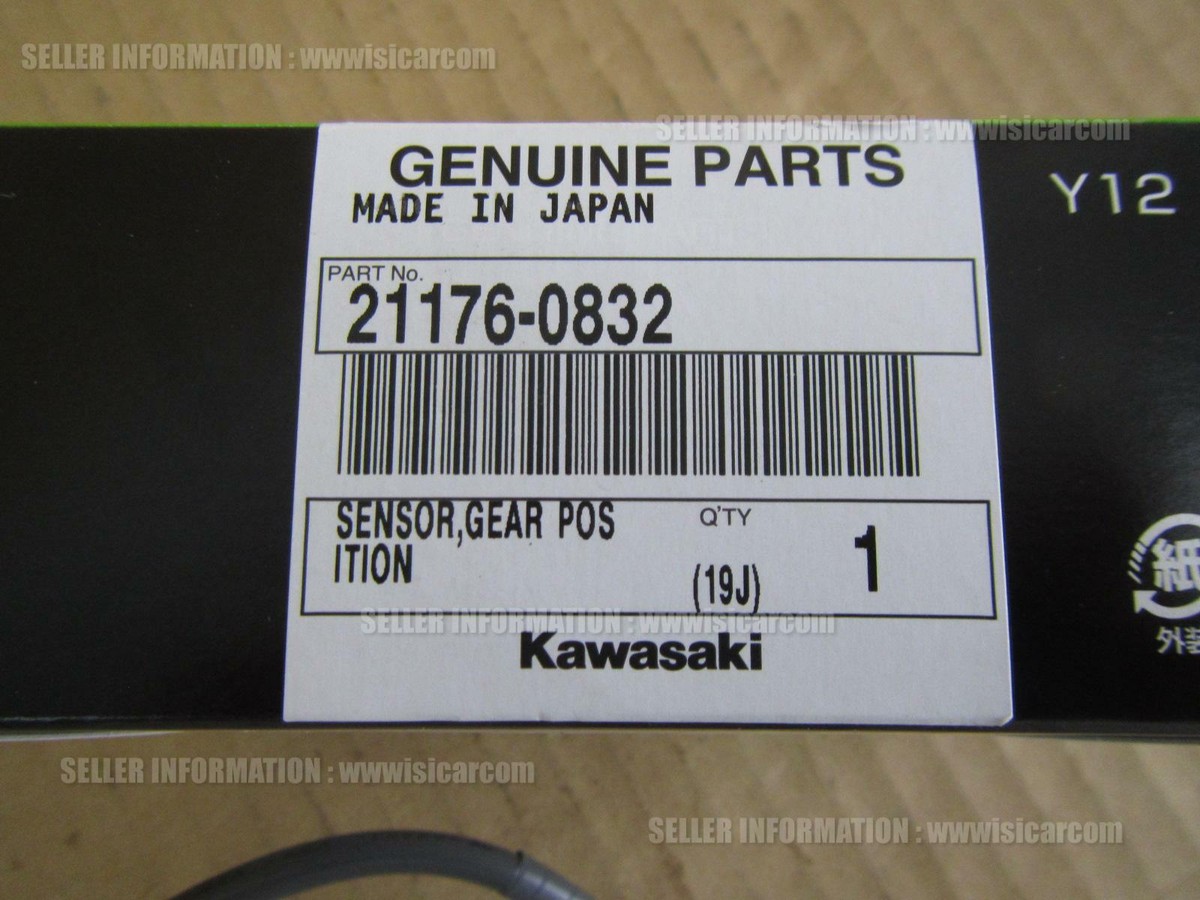 SELLER INFORMATION : wwwisicarcom
SELLER INFORMATION : wwwisicarcom
GENUINE PARTS
MADE IN JAPAN
Y12
PART No.
21176-0832
SENSOR,GEAR POS
ITION
Q'TY
(19J)
1
紙
外装
SELLER INFORMATION : wwwisicarcom
Kawasaki
SELLER INFORMATION : wwwisicarcom
SELLER INFORMATION : wwwisicarcom